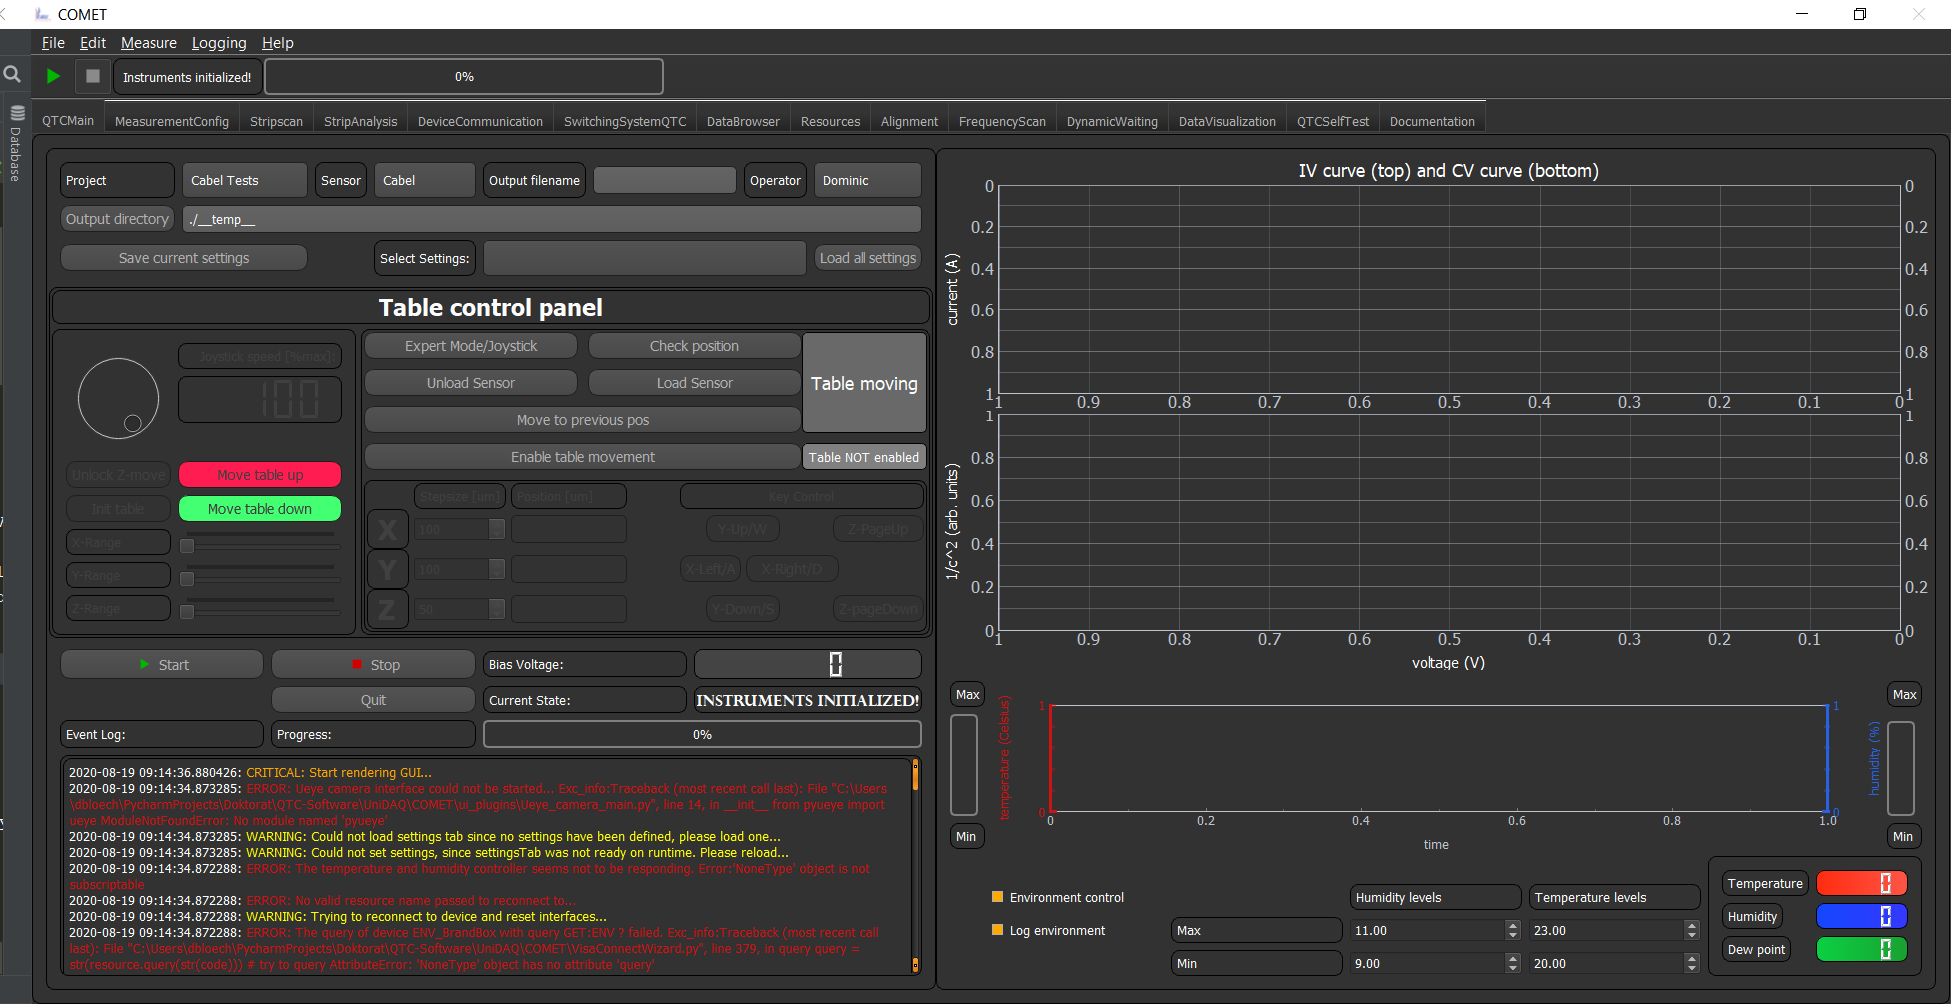 COMET
File Edit Measure Logging Help
Instruments initialized! 0%
Database
QTCMain MeasurementConfig Stripscan StripAnalysis DeviceCommunication SwitchingSystemQTC DataBrowser Resources Alignment FrequencyScan DynamicWaiting DataVisualization QTCSelfTest Documentation
Project Cabel Tests Sensor Cabel Output filename Operator Dominic
Output directory ./__temp__
Save current settings Select Settings: Load all settings
Table control panel
Joystick speed [%max]:
100
Expert Mode/Joystick Check position
Unload Sensor Load Sensor
Table moving
Move to previous pos
Enable table movement Table NOT enabled
Unlock Z-move Move table up
Init table Move table down
X-Range
Y-Range
Z-Range
Stepsize [um] Position [um] Key Control
X 100 Y-Up/W Z-PageUp
Y 100 X-Left/A X-Right/D
Z 50 Y-Down/S Z-pageDown
Start Stop Bias Voltage: 0
Quit Current State: INSTRUMENTS INITIALIZED!
Event Log: Progress: 0%
2020-08-19 09:14:36.880426: CRITICAL: Start rendering GUI...
2020-08-19 09:14:34.873285: ERROR: Ueye camera interface could not be started... Exc_info:Traceback (most recent call last): File "C:\Users
\dbloech\PycharmProjects\Doktorat\QTC-Software\UniDAQ\COMET\ui_plugins\Ueye_camera_main.py", line 14, in __init__ from pyueye import
ueye ModuleNotFoundError: No module named 'pyueye'
2020-08-19 09:14:34.873285: WARNING: Could not load settings tab since no settings have been defined, please load one...
2020-08-19 09:14:34.873285: WARNING: Could not set settings, since settingsTab was not ready on runtime. Please reload...
2020-08-19 09:14:34.872288: ERROR: The temperature and humidity controller seems not to be responding. Error:'NoneType' object is not
subscriptable
2020-08-19 09:14:34.872288: ERROR: No valid resource name passed to reconnect to...
2020-08-19 09:14:34.872288: WARNING: Trying to reconnect to device and reset interfaces...
2020-08-19 09:14:34.872288: ERROR: The query of device ENV_BrandBox with query GET:ENV ? failed. Exc_info:Traceback (most recent call
last): File "C:\Users\dbloech\PycharmProjects\Doktorat\QTC-Software\UniDAQ\COMET\VisaConnectWizard.py", line 379, in query query =
str(resource.query(str(code))) # try to query AttributeError: 'NoneType' object has no attribute 'query'
IV curve (top) and CV curve (bottom)
current (A)
0 0
0.2 0.2
0.4 0.4
0.6 0.6
0.8 0.8
1 1
1 0.9 0.8 0.7 0.6 0.5 0.4 0.3 0.2 0.1 0
1/c^2 (arb. units)
1 1
0.8 0.8
0.6 0.6
0.4 0.4
0.2 0.2
0 0
1 0.9 0.8 0.7 0.6 0.5 0.4 0.3 0.2 0.1 0
voltage (V)
Max Max
temperature (Celsius)
1 1
0 0
humidity (%)
0 0.2 0.4 0.6 0.8 1.0
Min Min
time
Environment control Humidity levels Temperature levels
Log environment Max 11.00 23.00
Min 9.00 20.00
Temperature 0
Humidity 0
Dew point 0